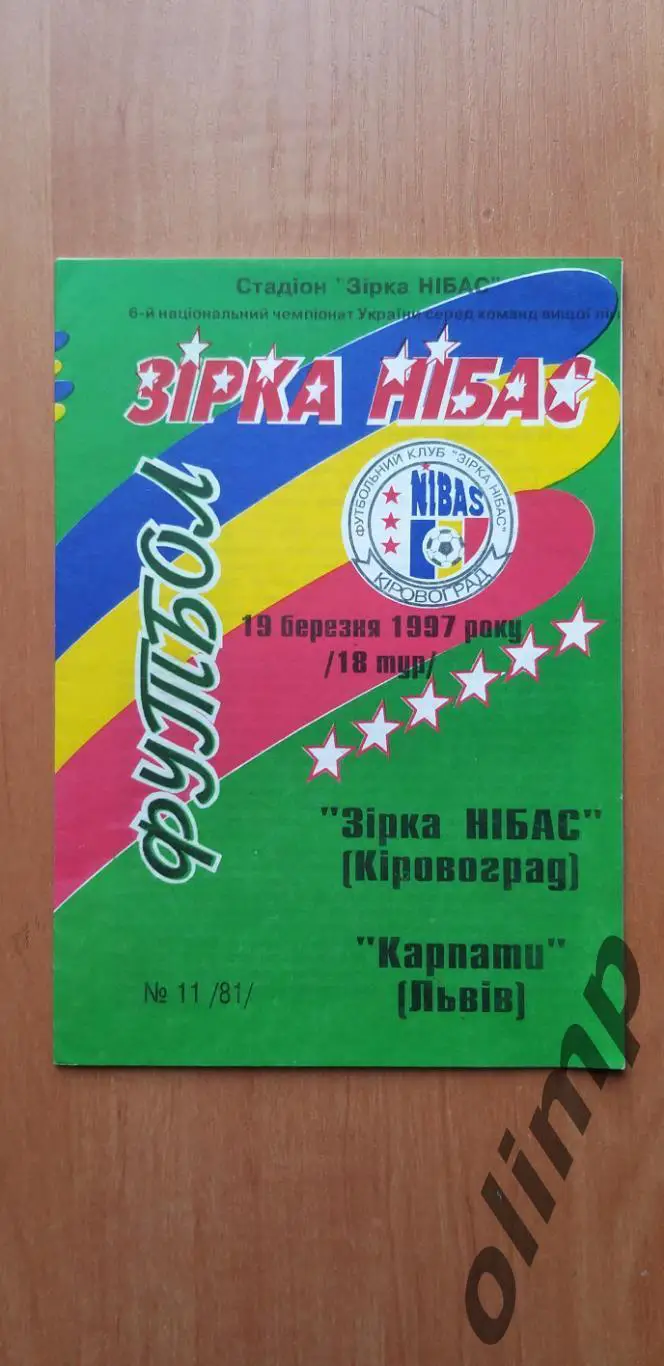 Стадіон "Зірка НІБАС"
6-й національний чемпіонат України серед команд вищої лі
ЗІРКА НІБАС
ФУТБОЛ
ФУТБОЛЬНИЙ КЛУБ "ЗІРКА НІБАС"
NIBAS
КІРОВОГРАД
19 березня 1997 року
/18 тур/
"Зірка НІБАС"
(Кіровоград)
"Карпати"
(Львів)
№ 11 /81/
olimp